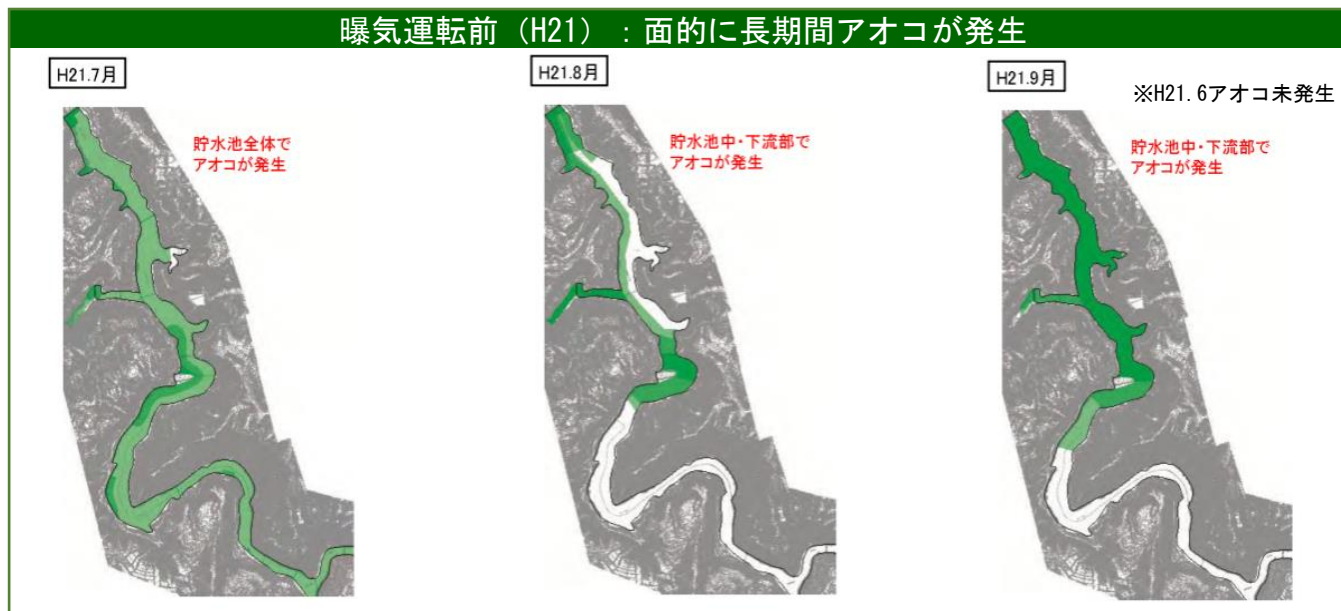 曝気運転前（H21）：面的に長期間アオコが発生
H21.7月
貯水池全体で
アオコが発生
H21.8月
貯水池中・下流部で
アオコが発生
H21.9月
※H21.6アオコ未発生
貯水池中・下流部で
アオコが発生